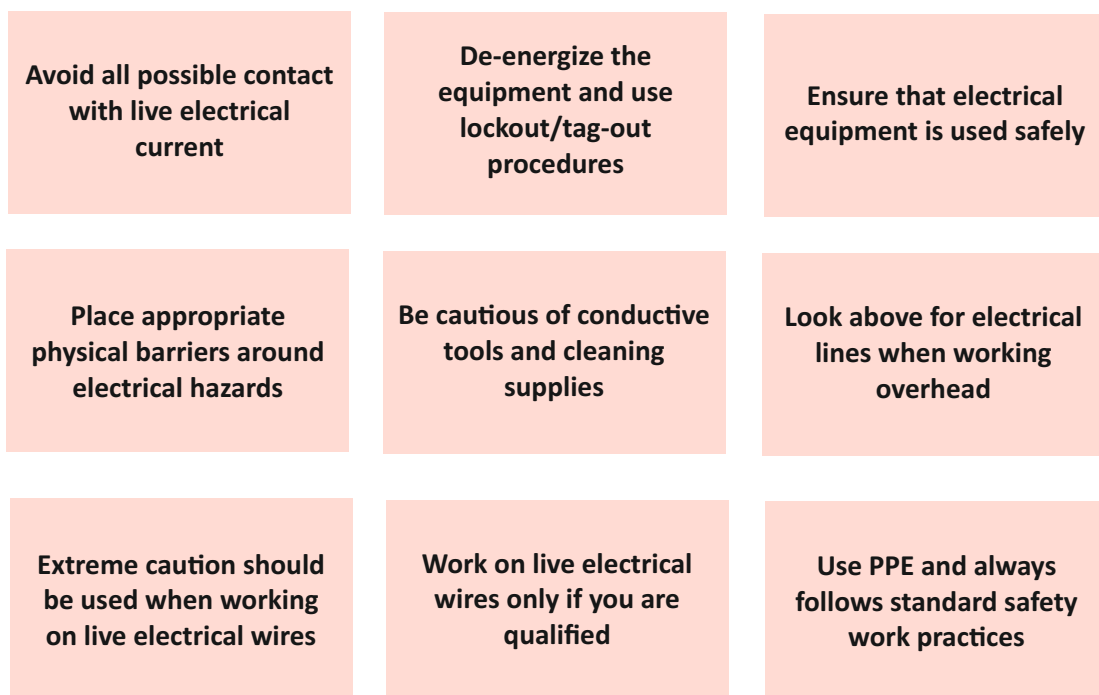 Avoid all possible contact
with live electrical
current
De-energize the
equipment and use
lockout/tag-out
procedures
Ensure that electrical
equipment is used safely
Place appropriate
physical barriers around
electrical hazards
Be cautious of conductive
tools and cleaning
supplies
Look above for electrical
lines when working
overhead
Extreme caution should
be used when working
on live electrical wires
Work on live electrical
wires only if you are
qualified
Use PPE and always
follows standard safety
work practices